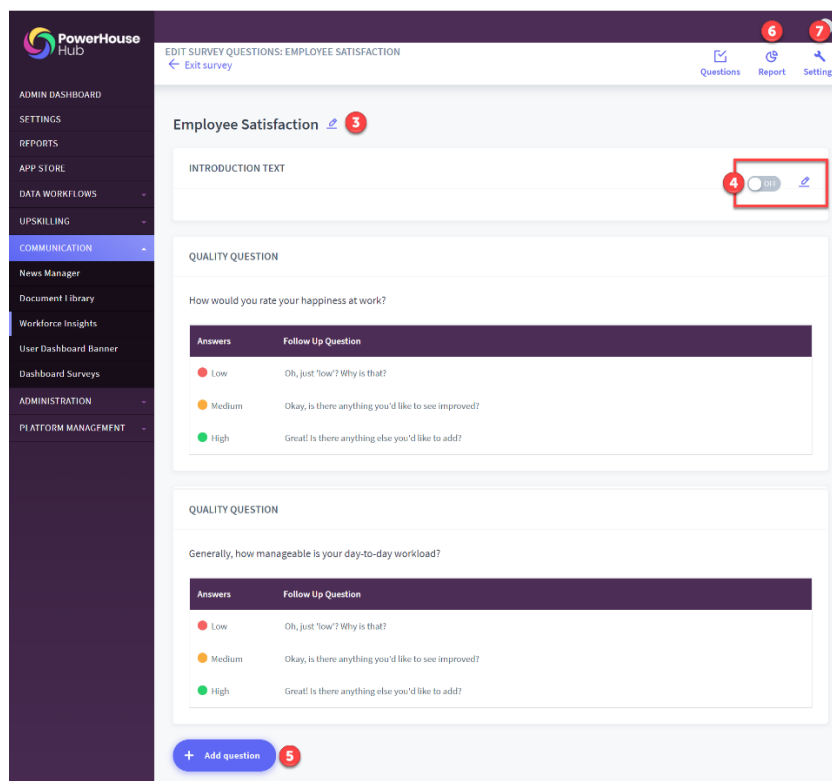 PowerHouse
Hub
ADMIN DASHBOARD
SETTINGS
REPORTS
APP STORE
DATA WORKFLOWS
UPSKILLING
COMMUNICATION
News Manager
Document Library
Workforce Insights
User Dashboard Banner
Dashboard Surveys
ADMINISTRATION
PLATFORM MANAGEMENT
6 7
EDIT SURVEY QUESTIONS: EMPLOYEE SATISFACTION
← Exit survey
Questions Report Setting
Employee Satisfaction 3
INTRODUCTION TEXT
4 OFF
QUALITY QUESTION
How would you rate your happiness at work?
Answers Follow Up Question
Low Oh, just 'low'? Why is that?
Medium Okay, is there anything you'd like to see improved?
High Great! Is there anything else you'd like to add?
QUALITY QUESTION
Generally, how manageable is your day-to-day workload?
Answers Follow Up Question
Low Oh, just 'low'? Why is that?
Medium Okay, is there anything you'd like to see improved?
High Great! Is there anything else you'd like to add?
+ Add question 5